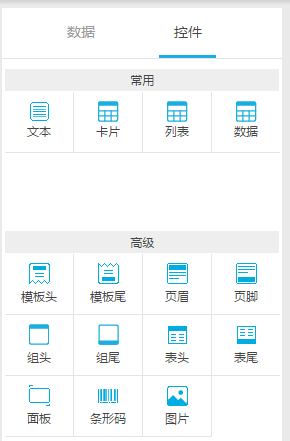 数据 控件
常用
文本 卡片 列表 数据
高级
模板头 模板尾 页眉 页脚
组头 组尾 表头 表尾
面板 条形码 图片